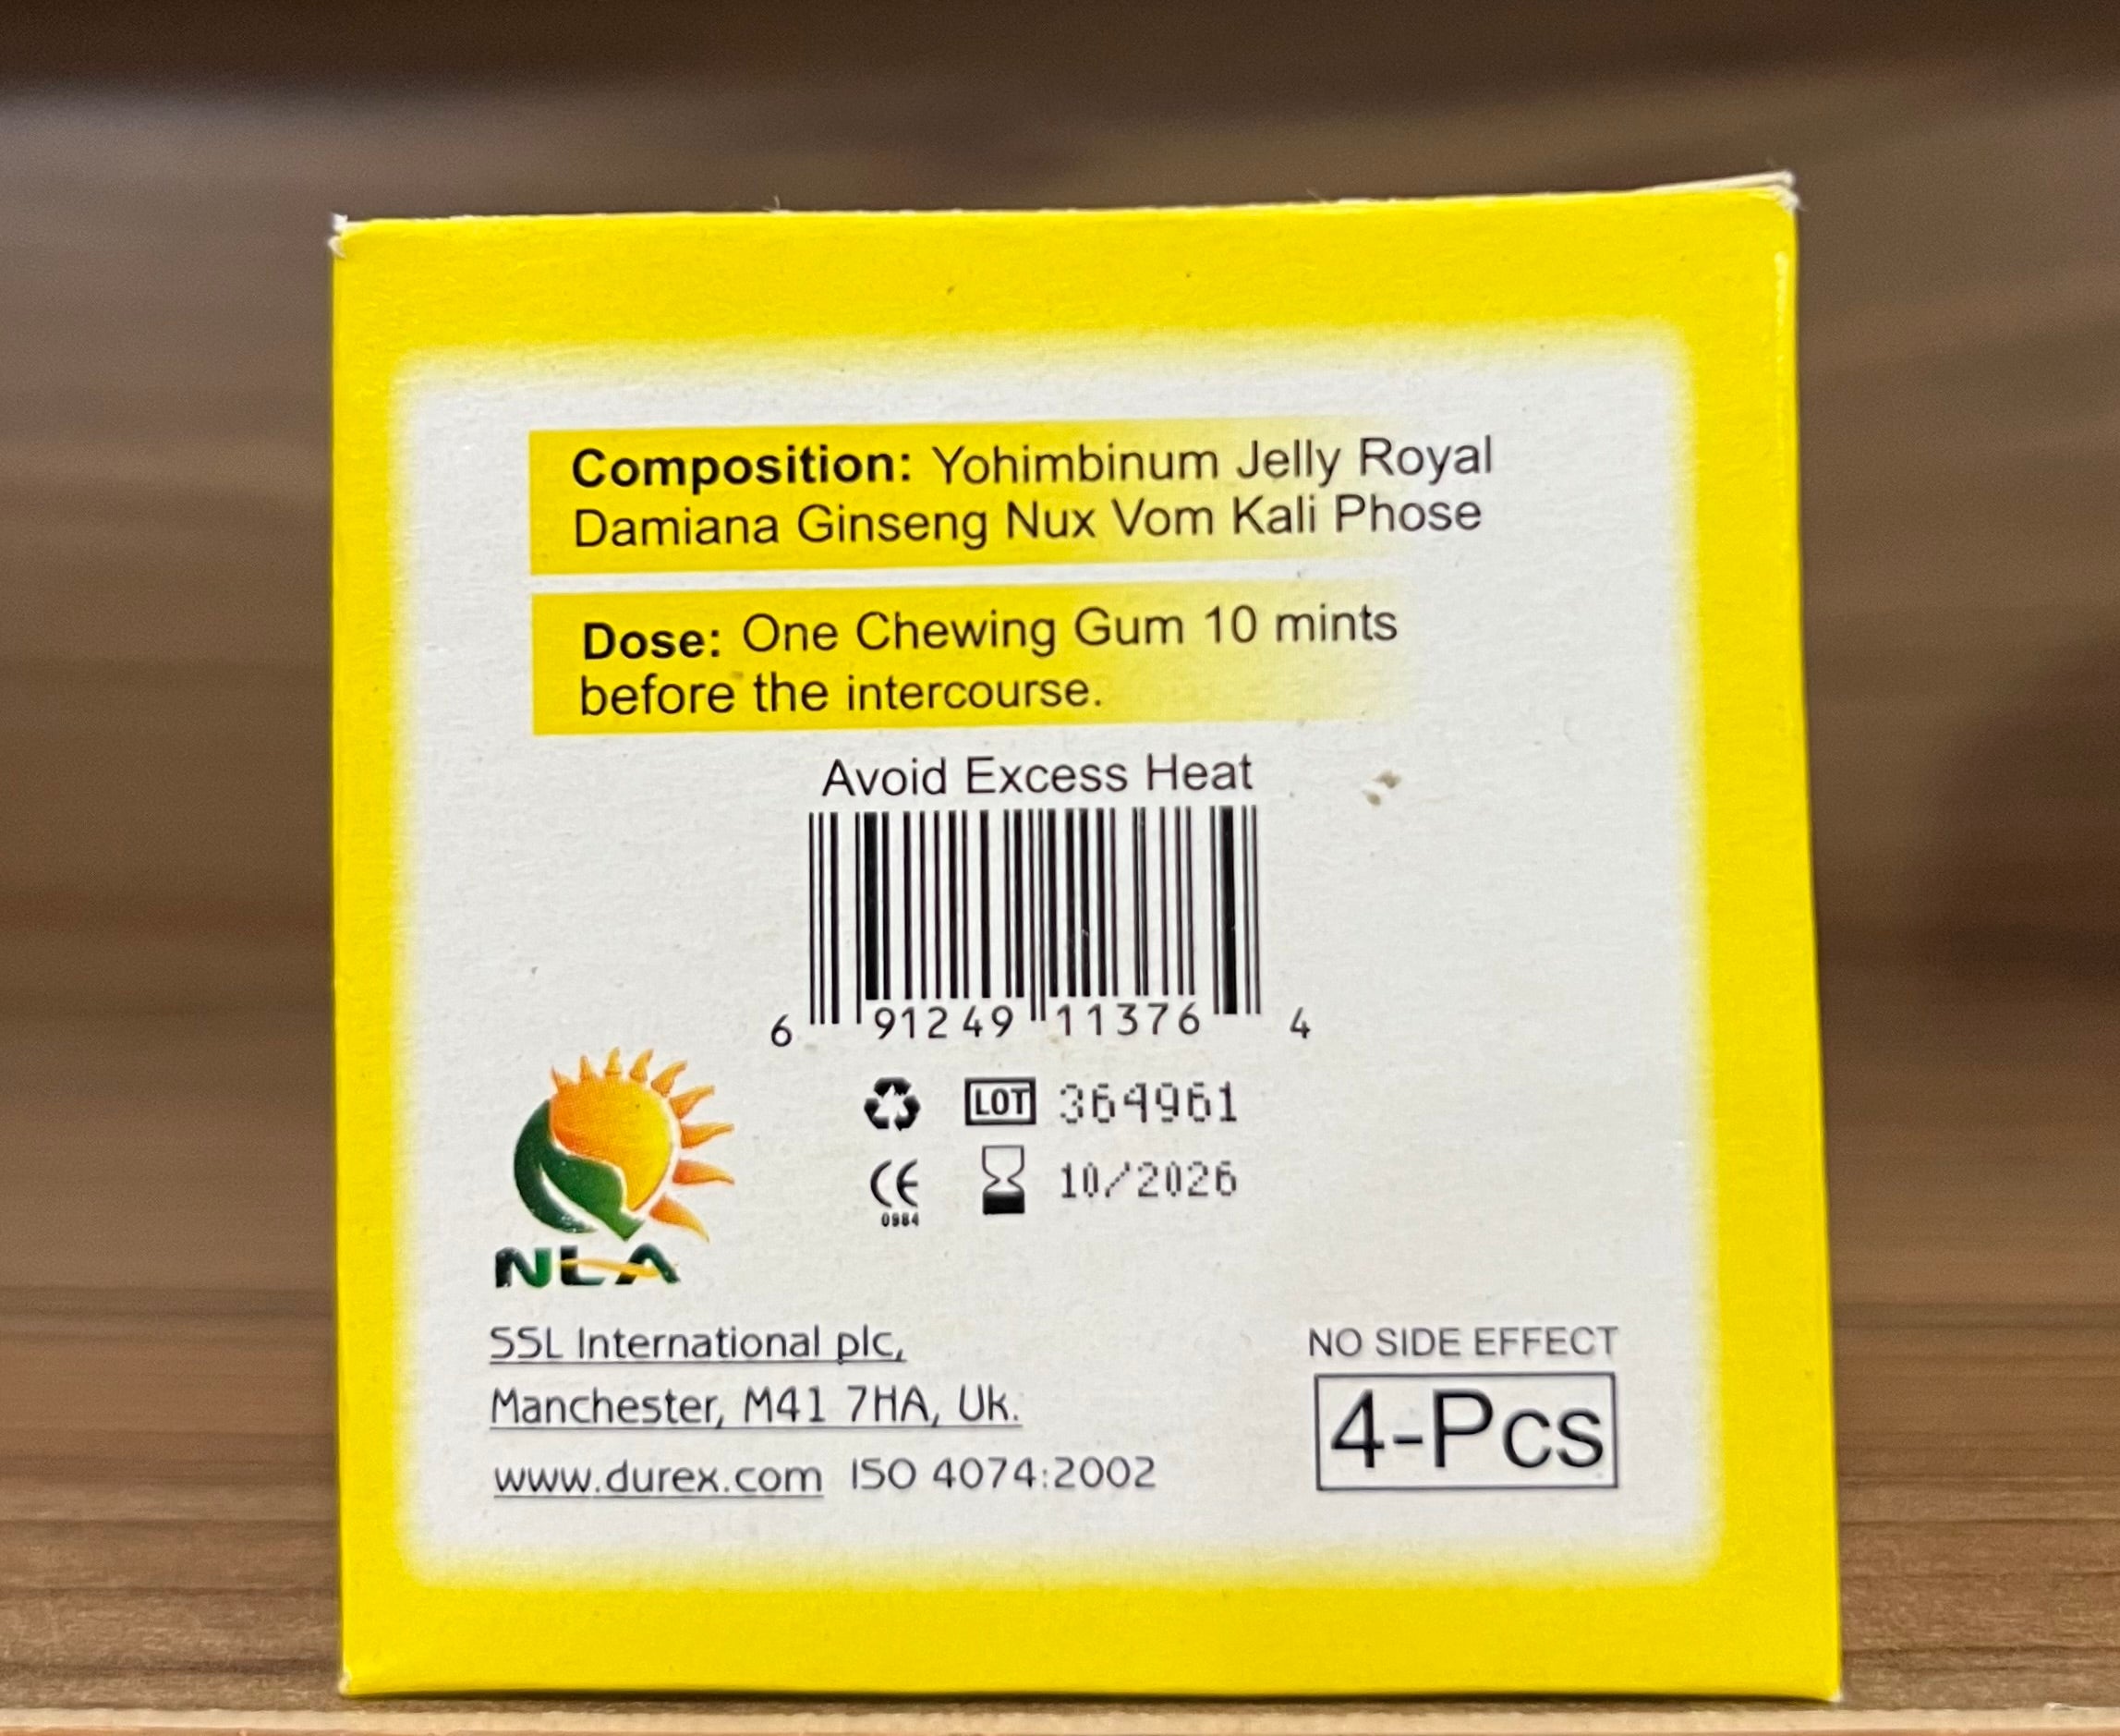 Composition: Yohimbinum Jelly Royal
Damiana Ginseng Nux Vom Kali Phose
Dose: One Chewing Gum 10 mints
before the intercourse.
Avoid Excess Heat
6 91249 11376 4
LOT 364961
CE 10/2026
0984
NLA
SSL International plc,
Manchester, M41 7HA, Uk.
www.durex.com ISO 4074:2002
NO SIDE EFFECT
4-Pcs